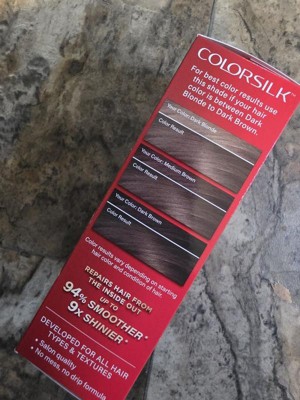 COLORSILK™
For best color results use
this shade if your hair
color is between Dark
Blonde to Dark Brown.
Your Color: Dark Blonde
Color Result
Your Color: Medium Brown
Color Result
Your Color: Dark Brown
Color Result
Color results vary depending on starting
hair color and condition of hair.
REPAIRS HAIR FROM
THE INSIDE OUT
UP TO
94% SMOOTHER*
9X SHINIER*
DEVELOPED FOR ALL HAIR
TYPES & TEXTURES
• Salon quality
• No mess, no drip formula